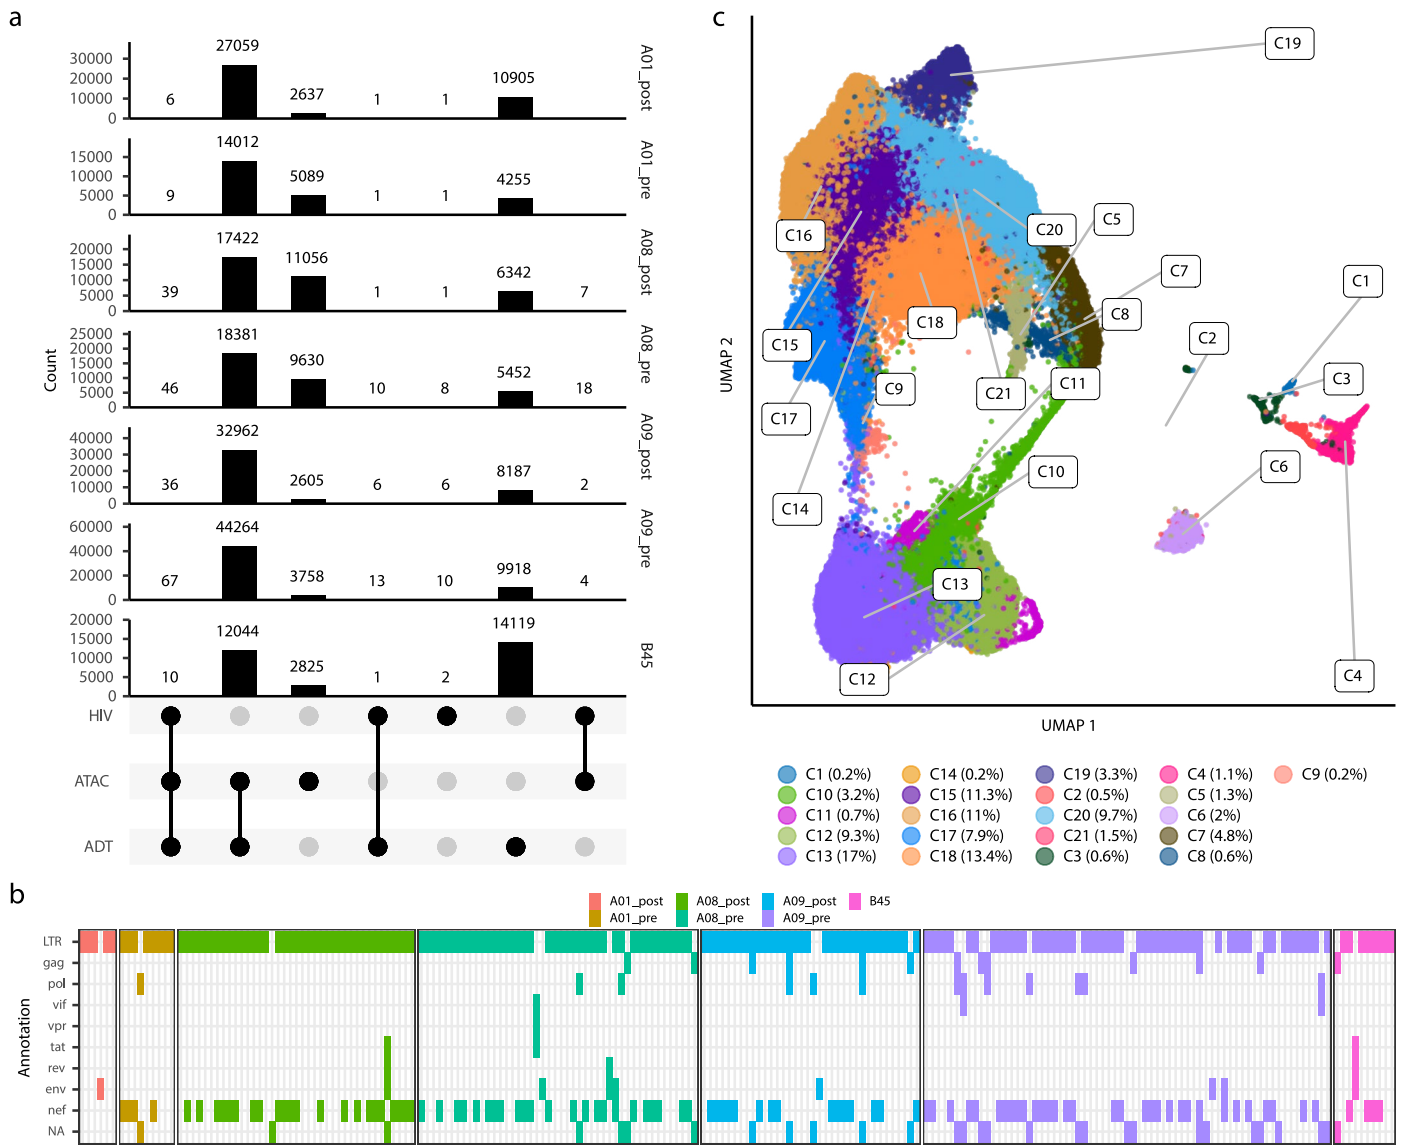 a
27059
30000
20000
10000
0
6
2637
1
1
10905
A01_post
14012
15000
10000
5000
0
9
5089
1
1
4255
A01_pre
17422
20000
15000
10000
5000
0
39
11056
1
1
6342
7
A08_post
18381
25000
20000
15000
10000
5000
0
46
9630
10
8
5452
18
A08_pre
32962
40000
30000
20000
10000
0
36
2605
6
6
8187
2
A09_post
44264
60000
40000
20000
0
67
3758
13
10
9918
4
A09_pre
12044
20000
15000
10000
5000
0
10
2825
1
2
14119
B45
Count
HIV
ATAC
ADT
c
C19
C16
C20
C5
C7
C1
C15
C18
C8
C2
C17
C9
C21
C11
C3
C14
C10
C6
C13
C12
C4
UMAP 2
UMAP 1
C1 (0.2%)
C14 (0.2%)
C19 (3.3%)
C4 (1.1%)
C9 (0.2%)
C10 (3.2%)
C15 (11.3%)
C2 (0.5%)
C5 (1.3%)
C11 (0.7%)
C16 (11%)
C20 (9.7%)
C6 (2%)
C12 (9.3%)
C17 (7.9%)
C21 (1.5%)
C7 (4.8%)
C13 (17%)
C18 (13.4%)
C3 (0.6%)
C8 (0.6%)
b
A01_post
A08_post
A09_post
B45
A01_pre
A08_pre
A09_pre
Annotation
LTR
gag
pol
vif
vpr
tat
rev
env
nef
NA